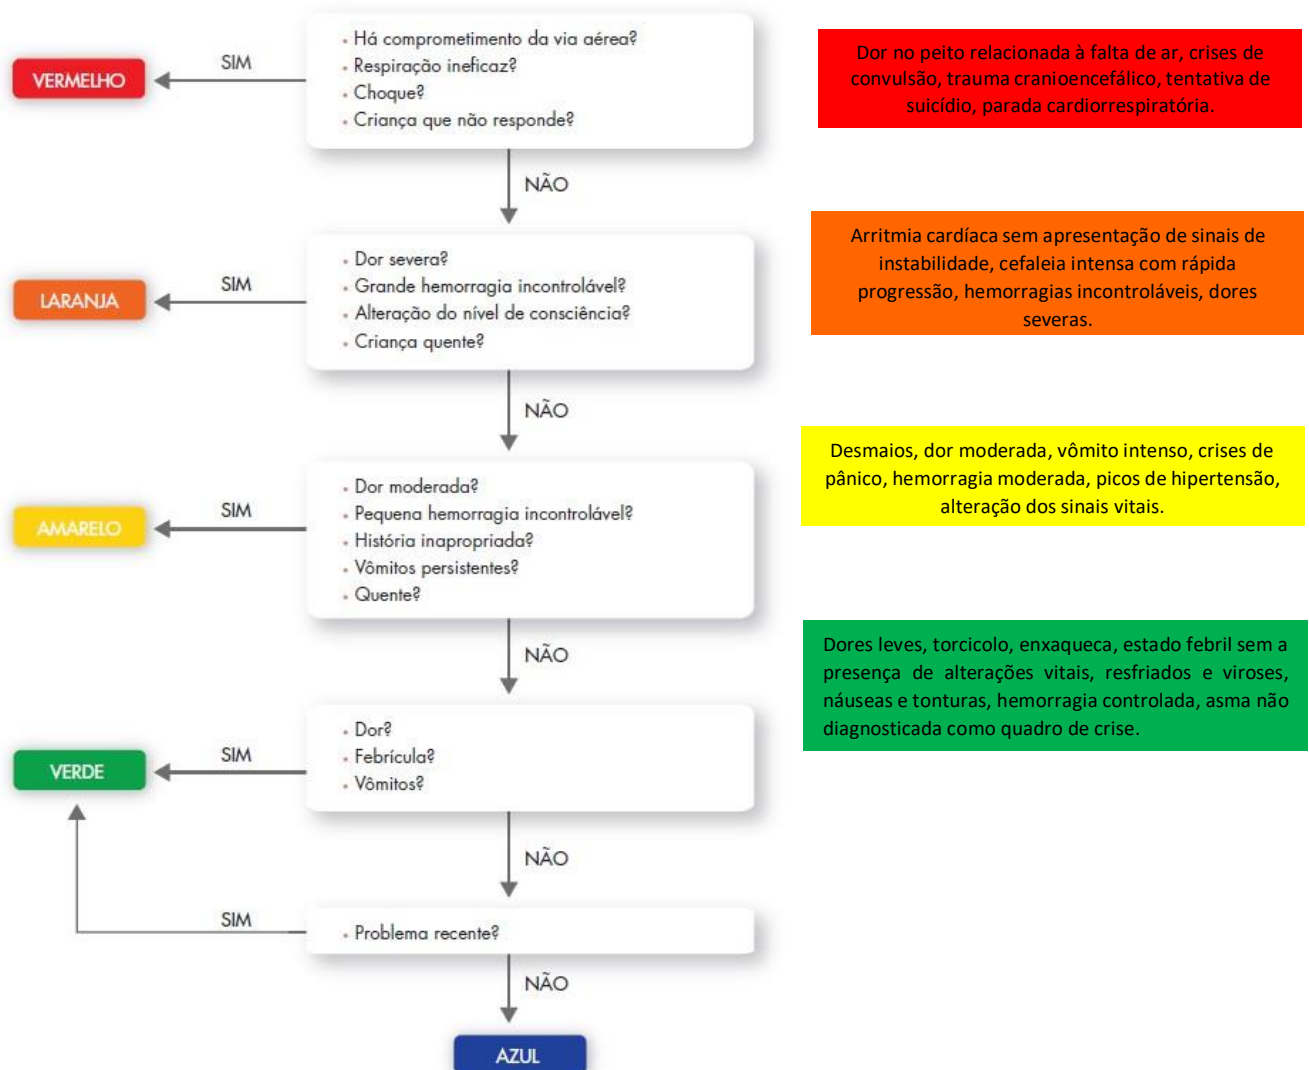 • Há comprometimento da via aérea?
• Respiração ineficaz?
• Choque?
• Criança que não responde?
SIM
VERMELHO
Dor no peito relacionada à falta de ar, crises de
convulsão, trauma cranioencefálico, tentativa de
suicídio, parada cardiorrespiratória.
NÃO
• Dor severa?
• Grande hemorragia incontrolável?
• Alteração do nível de consciência?
• Criança quente?
SIM
LARANJA
Arritmia cardíaca sem apresentação de sinais de
instabilidade, cefaleia intensa com rápida
progressão, hemorragias incontroláveis, dores
severas.
NÃO
• Dor moderada?
• Pequena hemorragia incontrolável?
• História inapropriada?
• Vômitos persistentes?
• Quente?
SIM
AMARELO
Desmaios, dor moderada, vômito intenso, crises de
pânico, hemorragia moderada, picos de hipertensão,
alteração dos sinais vitais.
NÃO
• Dor?
• Febrícula?
• Vômitos?
SIM
VERDE
Dores leves, torcicolo, enxaqueca, estado febril sem a
presença de alterações vitais, resfriados e viroses,
náuseas e tonturas, hemorragia controlada, asma não
diagnosticada como quadro de crise.
NÃO
• Problema recente?
SIM
NÃO
AZUL